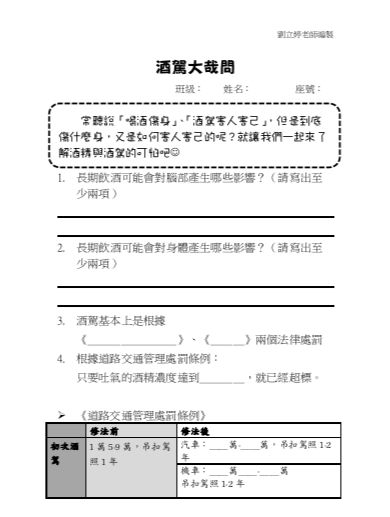 劉立婷老師編製
酒駕大哉問
班級： 姓名： 座號：
常聽說「喝酒傷身」、「酒駕害人害己」，但是到底
傷什麼身，又是如何害人害己的呢？就讓我們一起來了
解酒精與酒駕的可怕吧☺
1. 長期飲酒可能會對腦部產生哪些影響？（請寫出至
少兩項）
2. 長期飲酒可能會對身體產生哪些影響？（請寫出至
少兩項）
3. 酒駕基本上是根據
《________________》、《______》兩個法律處罰
4. 根據道路交通管理處罰條例：
只要吐氣的酒精濃度達到________，就已經超標。
➢ 《道路交通管理處罰條例》
修法前 修法後
初次酒駕 1 萬 5-9 萬，吊扣駕照 1 年 汽車：___萬-___萬，吊扣駕照 1-2 年
機車：___萬___-___萬
吊扣駕照 1-2 年